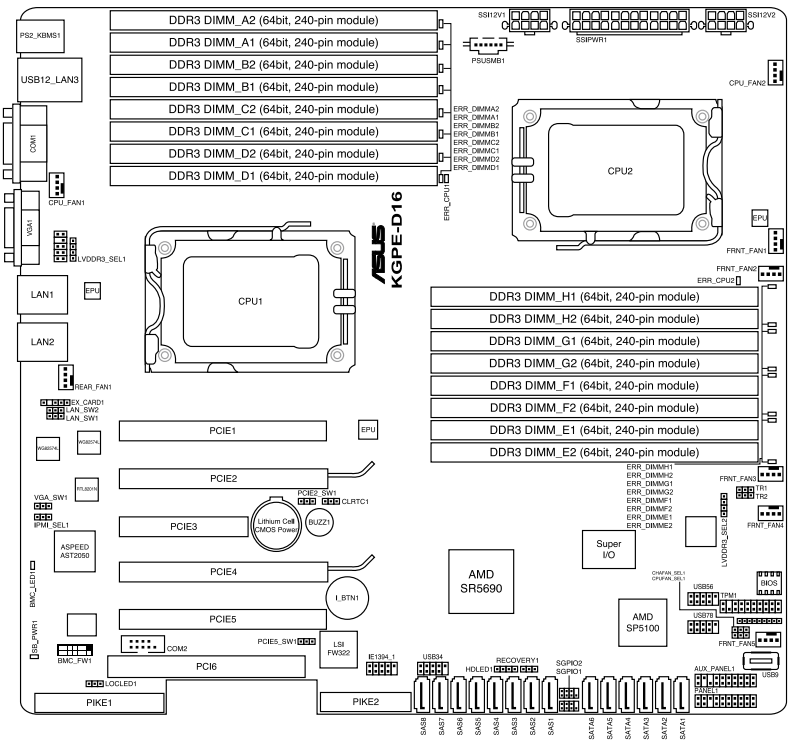 DDR3 DIMM_A2 (64bit, 240-pin module)
SSI12V1
SSIPWR1
SSI12V2
PS2_KBMS1
DDR3 DIMM_A1 (64bit, 240-pin module)
PSUSMB1
DDR3 DIMM_B2 (64bit, 240-pin module)
USB12_LAN3
DDR3 DIMM_B1 (64bit, 240-pin module)
CPU_FAN2
DDR3 DIMM_C2 (64bit, 240-pin module)
DDR3 DIMM_C1 (64bit, 240-pin module)
DDR3 DIMM_D2 (64bit, 240-pin module)
DDR3 DIMM_D1 (64bit, 240-pin module)
ERR_DIMMA2
ERR_DIMMA1
ERR_DIMMB2
ERR_DIMMB1
ERR_DIMMC2
ERR_DIMMC1
ERR_DIMMD2
ERR_DIMMD1
ERR_CPU1
COM1
CPU_FAN1
CPU2
VGA1
LVDDR3_SEL1
ASUS
KGPE-D16
EPU
FRNT_FAN1
FRNT_FAN2
ERR_CPU2
LAN1
EPU
CPU1
LAN2
DDR3 DIMM_H1 (64bit, 240-pin module)
DDR3 DIMM_H2 (64bit, 240-pin module)
DDR3 DIMM_G1 (64bit, 240-pin module)
DDR3 DIMM_G2 (64bit, 240-pin module)
DDR3 DIMM_F1 (64bit, 240-pin module)
DDR3 DIMM_F2 (64bit, 240-pin module)
DDR3 DIMM_E1 (64bit, 240-pin module)
DDR3 DIMM_E2 (64bit, 240-pin module)
REAR_FAN1
EX_CARD1
LAN_SW2
LAN_SW1
WG82574L
WG82574L
PCIE1
EPU
ERR_DIMMH1
ERR_DIMMH2
ERR_DIMMG1
ERR_DIMMG2
ERR_DIMMF1
ERR_DIMMF2
ERR_DIMME1
ERR_DIMME2
FRNT_FAN3
TR1
TR2
FRNT_FAN4
LVDDR3_SEL2
RTL8201N
PCIE2
VGA_SW1
IPMI_SEL1
PCIE2_SW1
CLRTC1
PCIE3
Lithium Cell
CMOS Power
BUZZ1
ASPEED
AST2050
Super
I/O
BMC_LED1
PCIE4
AMD
SR5690
CHAFAN_SEL1
CPUFAN_SEL1
BIOS
USB56
TPM1
I_BTN1
PCIE5
AMD
SP5100
USB78
SB_PWR1
BMC_FW1
COM2
PCIE5_SW1
LSI
FW322
FRNT_FAN5
PCI6
IE1394_1
USB34
HDLED1
RECOVERY1
SGPIO2
SGPIO1
AUX_PANEL1
USB9
LOCLED1
PANEL1
PIKE1
PIKE2
SAS8
SAS7
SAS6
SAS5
SAS4
SAS3
SAS2
SAS1
SATA6
SATA5
SATA4
SATA3
SATA2
SATA1